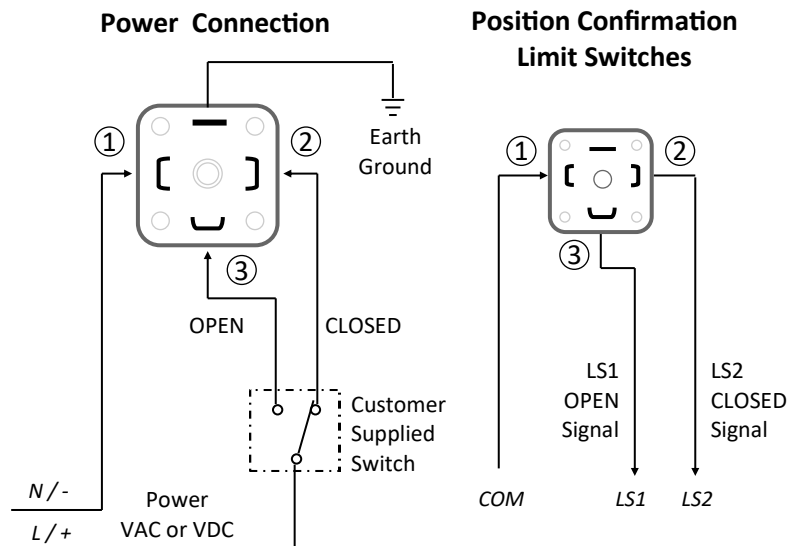 Power Connection
Earth
Ground
①
②
③
OPEN
CLOSED
Customer
Supplied
Switch
N / -
L / +
Power
VAC or VDC
Position Confirmation
Limit Switches
①
②
③
LS1
OPEN
Signal
LS2
CLOSED
Signal
COM
LS1
LS2